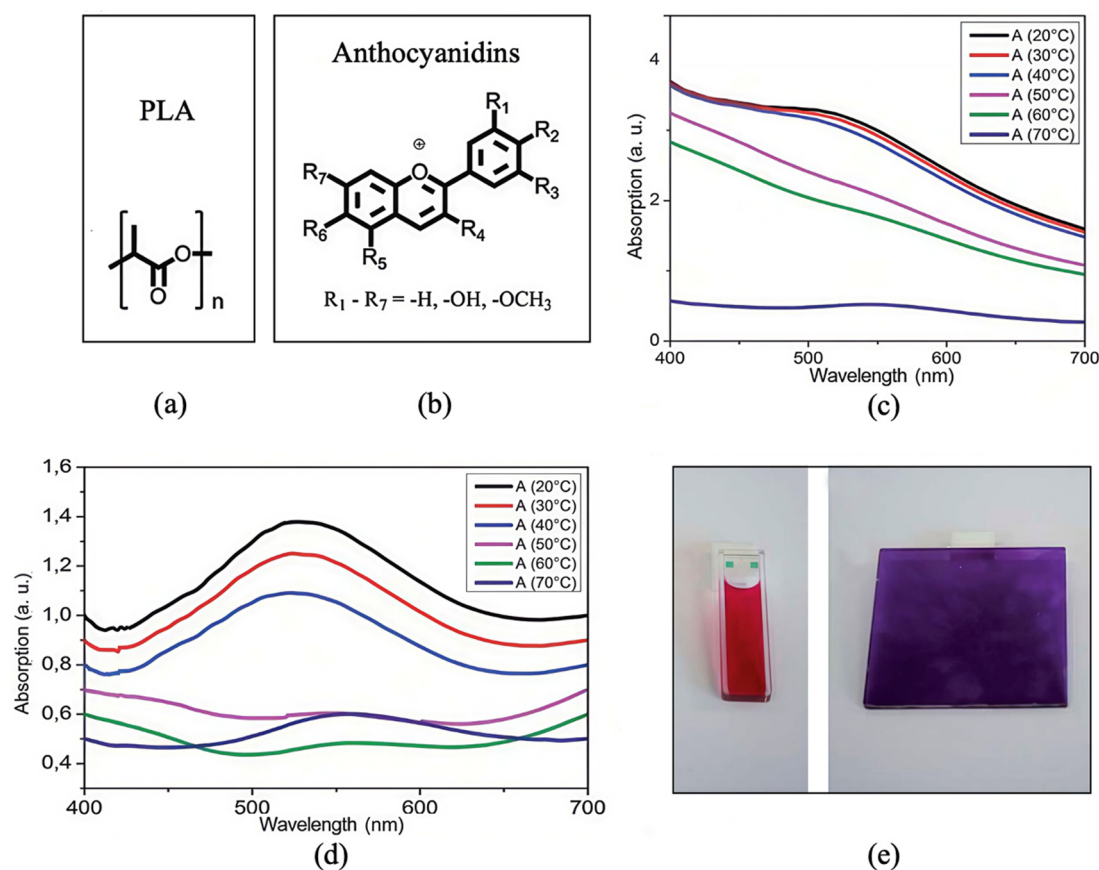 PLA
O
O
n
(a)
Anthocyanidins
R₁
R₂
⊕
O
R₇
R₃
R₆
R₄
R₅
R₁ - R₇ = -H, -OH, -OCH₃
(b)
Absorption (a. u.)
4
2
0
A (20°C)
A (30°C)
A (40°C)
A (50°C)
A (60°C)
A (70°C)
400 500 600 700
Wavelength (nm)
(c)
Absorption (a. u.)
1,6
1,4
1,2
1,0
0,8
0,6
0,4
A (20°C)
A (30°C)
A (40°C)
A (50°C)
A (60°C)
A (70°C)
400 500 600 700
Wavelength (nm)
(d)
(e)